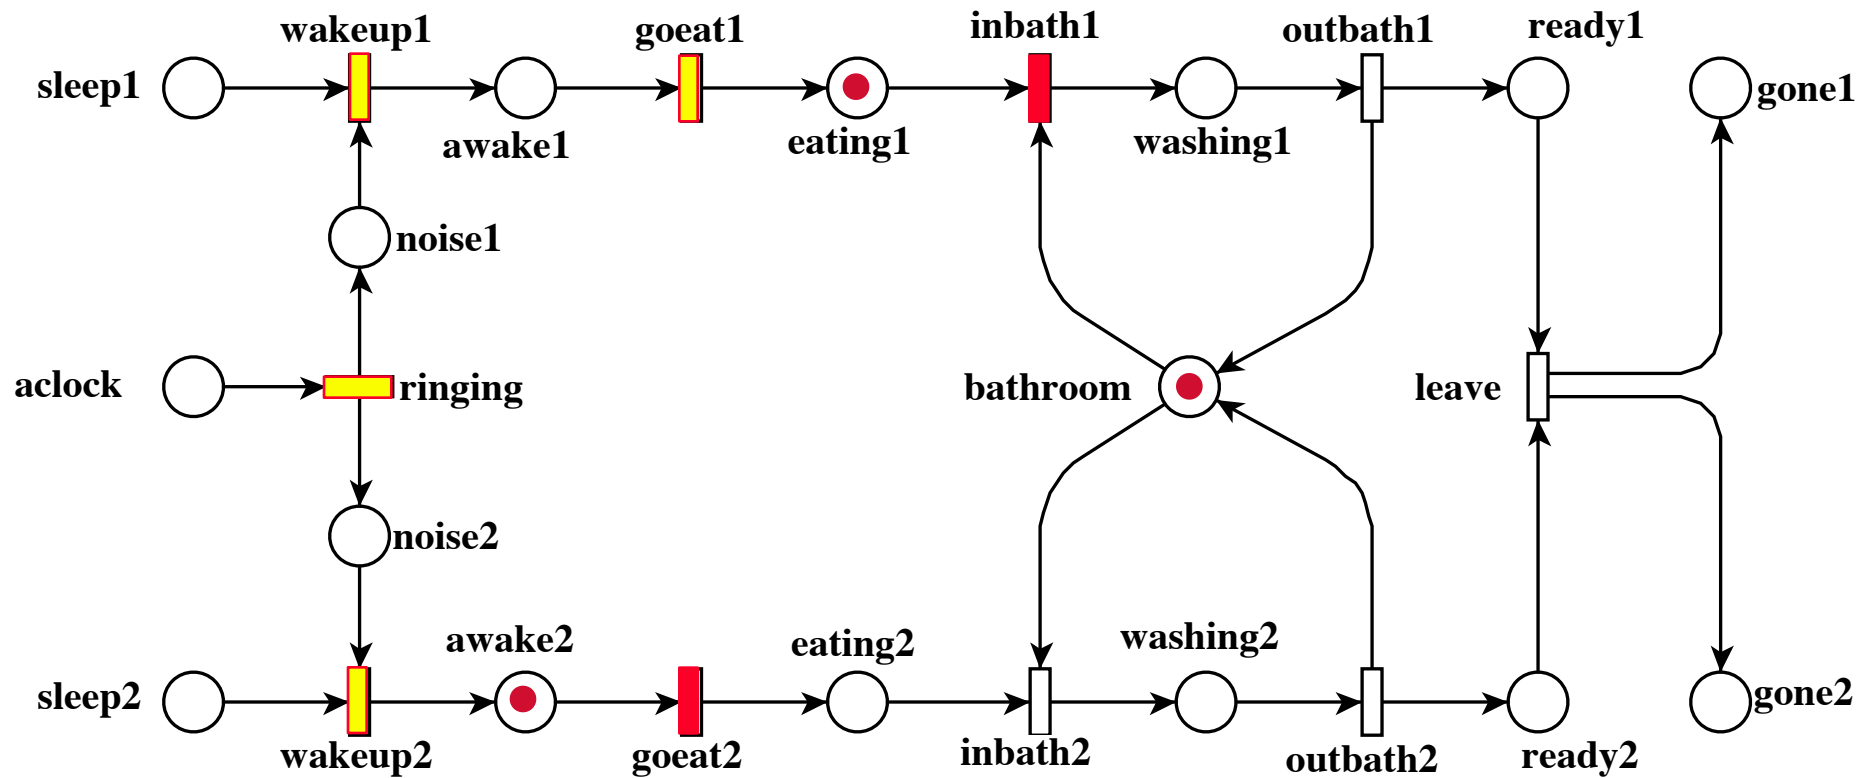 wakeup1
goeat1
inbath1
outbath1
ready1
sleep1
gone1
awake1
eating1
washing1
noise1
aclock
ringing
bathroom
leave
noise2
awake2
eating2
washing2
sleep2
gone2
wakeup2
goeat2
inbath2
outbath2
ready2